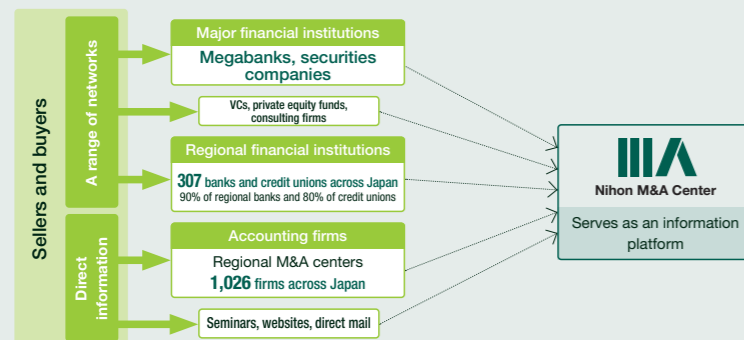 Sellers and buyers
A range of networks
Major financial institutions
Megabanks, securities
companies
VCs, private equity funds,
consulting firms
Regional financial institutions
307 banks and credit unions across Japan
90% of regional banks and 80% of credit unions
Direct
information
Accounting firms
Regional M&A centers
1,026 firms across Japan
Seminars, websites, direct mail
Nihon M&A Center
Serves as an information
platform